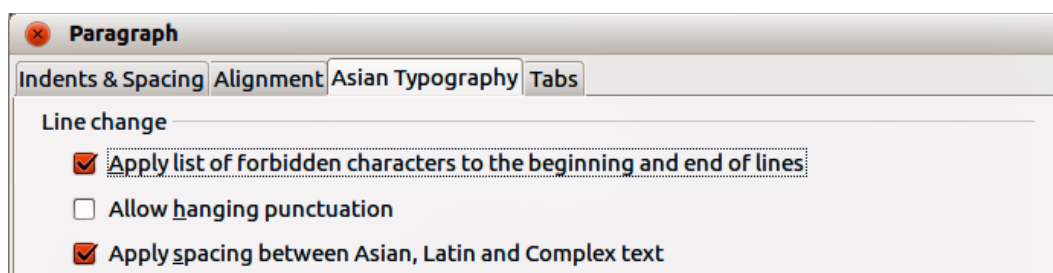 Paragraph
Indents & Spacing Alignment Asian Typography Tabs
Line change
Apply list of forbidden characters to the beginning and end of lines
Allow hanging punctuation
Apply spacing between Asian, Latin and Complex text